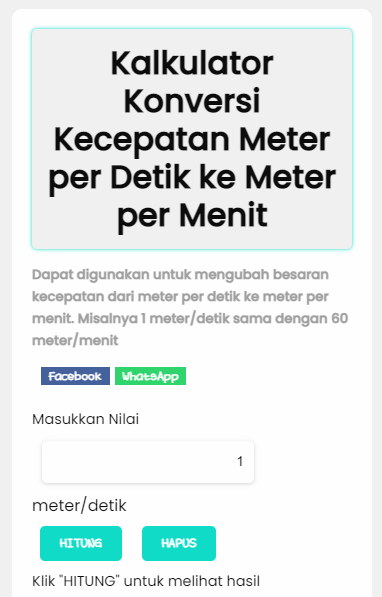 Kalkulator
Konversi
Kecepatan Meter
per Detik ke Meter
per Menit
Dapat digunakan untuk mengubah besaran
kecepatan dari meter per detik ke meter per
menit. Misalnya 1 meter/detik sama dengan 60
meter/menit
Facebook WhatsApp
Masukkan Nilai
1
meter/detik
HITUNG HAPUS
Klik "HITUNG" untuk melihat hasil